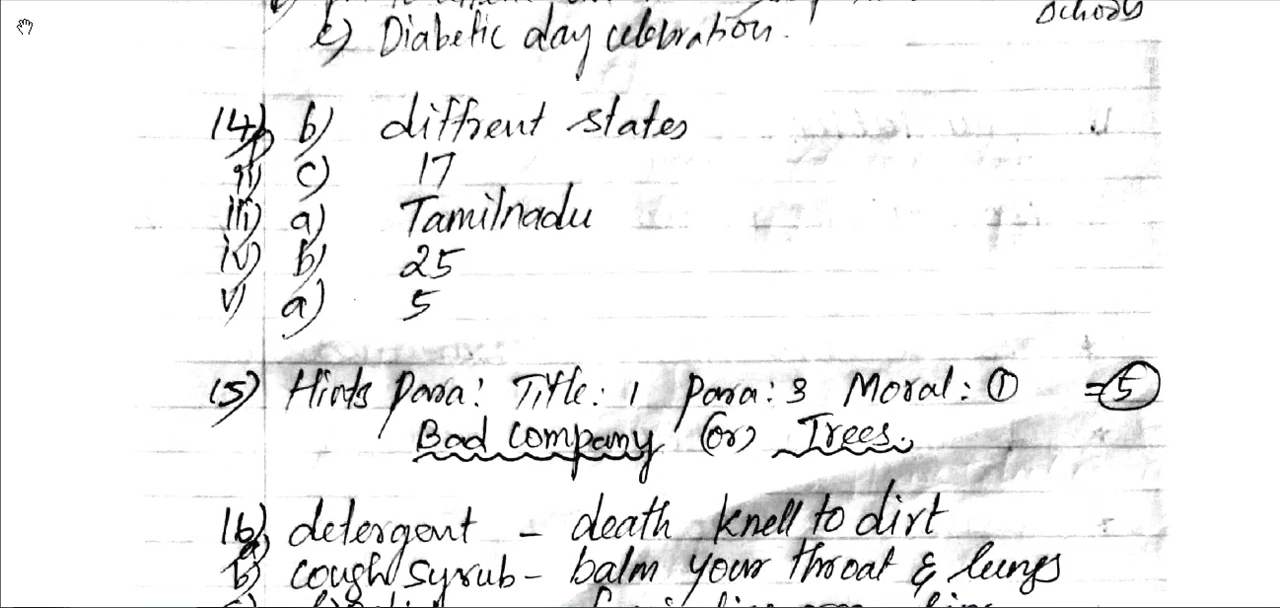 Schools
e) Diabetic day celebration.
14) i) b) diffrent states
ii) c) 17
iii) a) Tamilnadu
iv) b) 25
v) a) 5
15) Hints Para: Title: 1 Para: 3 Moral: 1 = 5
Bad company (or) Trees.
16) a) detergent - death knell to dirt
b) cough syrub - balm your throat & lungs